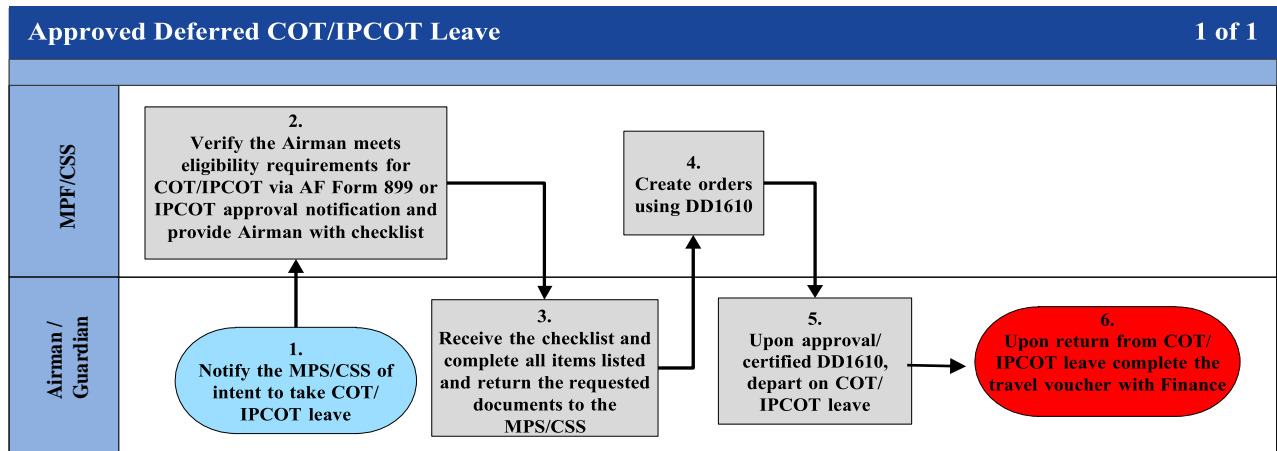 Approved Deferred COT/IPCOT Leave
1 of 1
MPF/CSS
2.
Verify the Airman meets
eligibility requirements for
COT/IPCOT via AF Form 899 or
IPCOT approval notification and
provide Airman with checklist
4.
Create orders
using DD1610
Airman /
Guardian
1.
Notify the MPS/CSS of
intent to take COT/
IPCOT leave
3.
Receive the checklist and
complete all items listed
and return the requested
documents to the
MPS/CSS
5.
Upon approval/
certified DD1610,
depart on COT/
IPCOT leave
6.
Upon return from COT/
IPCOT leave complete the
travel voucher with Finance